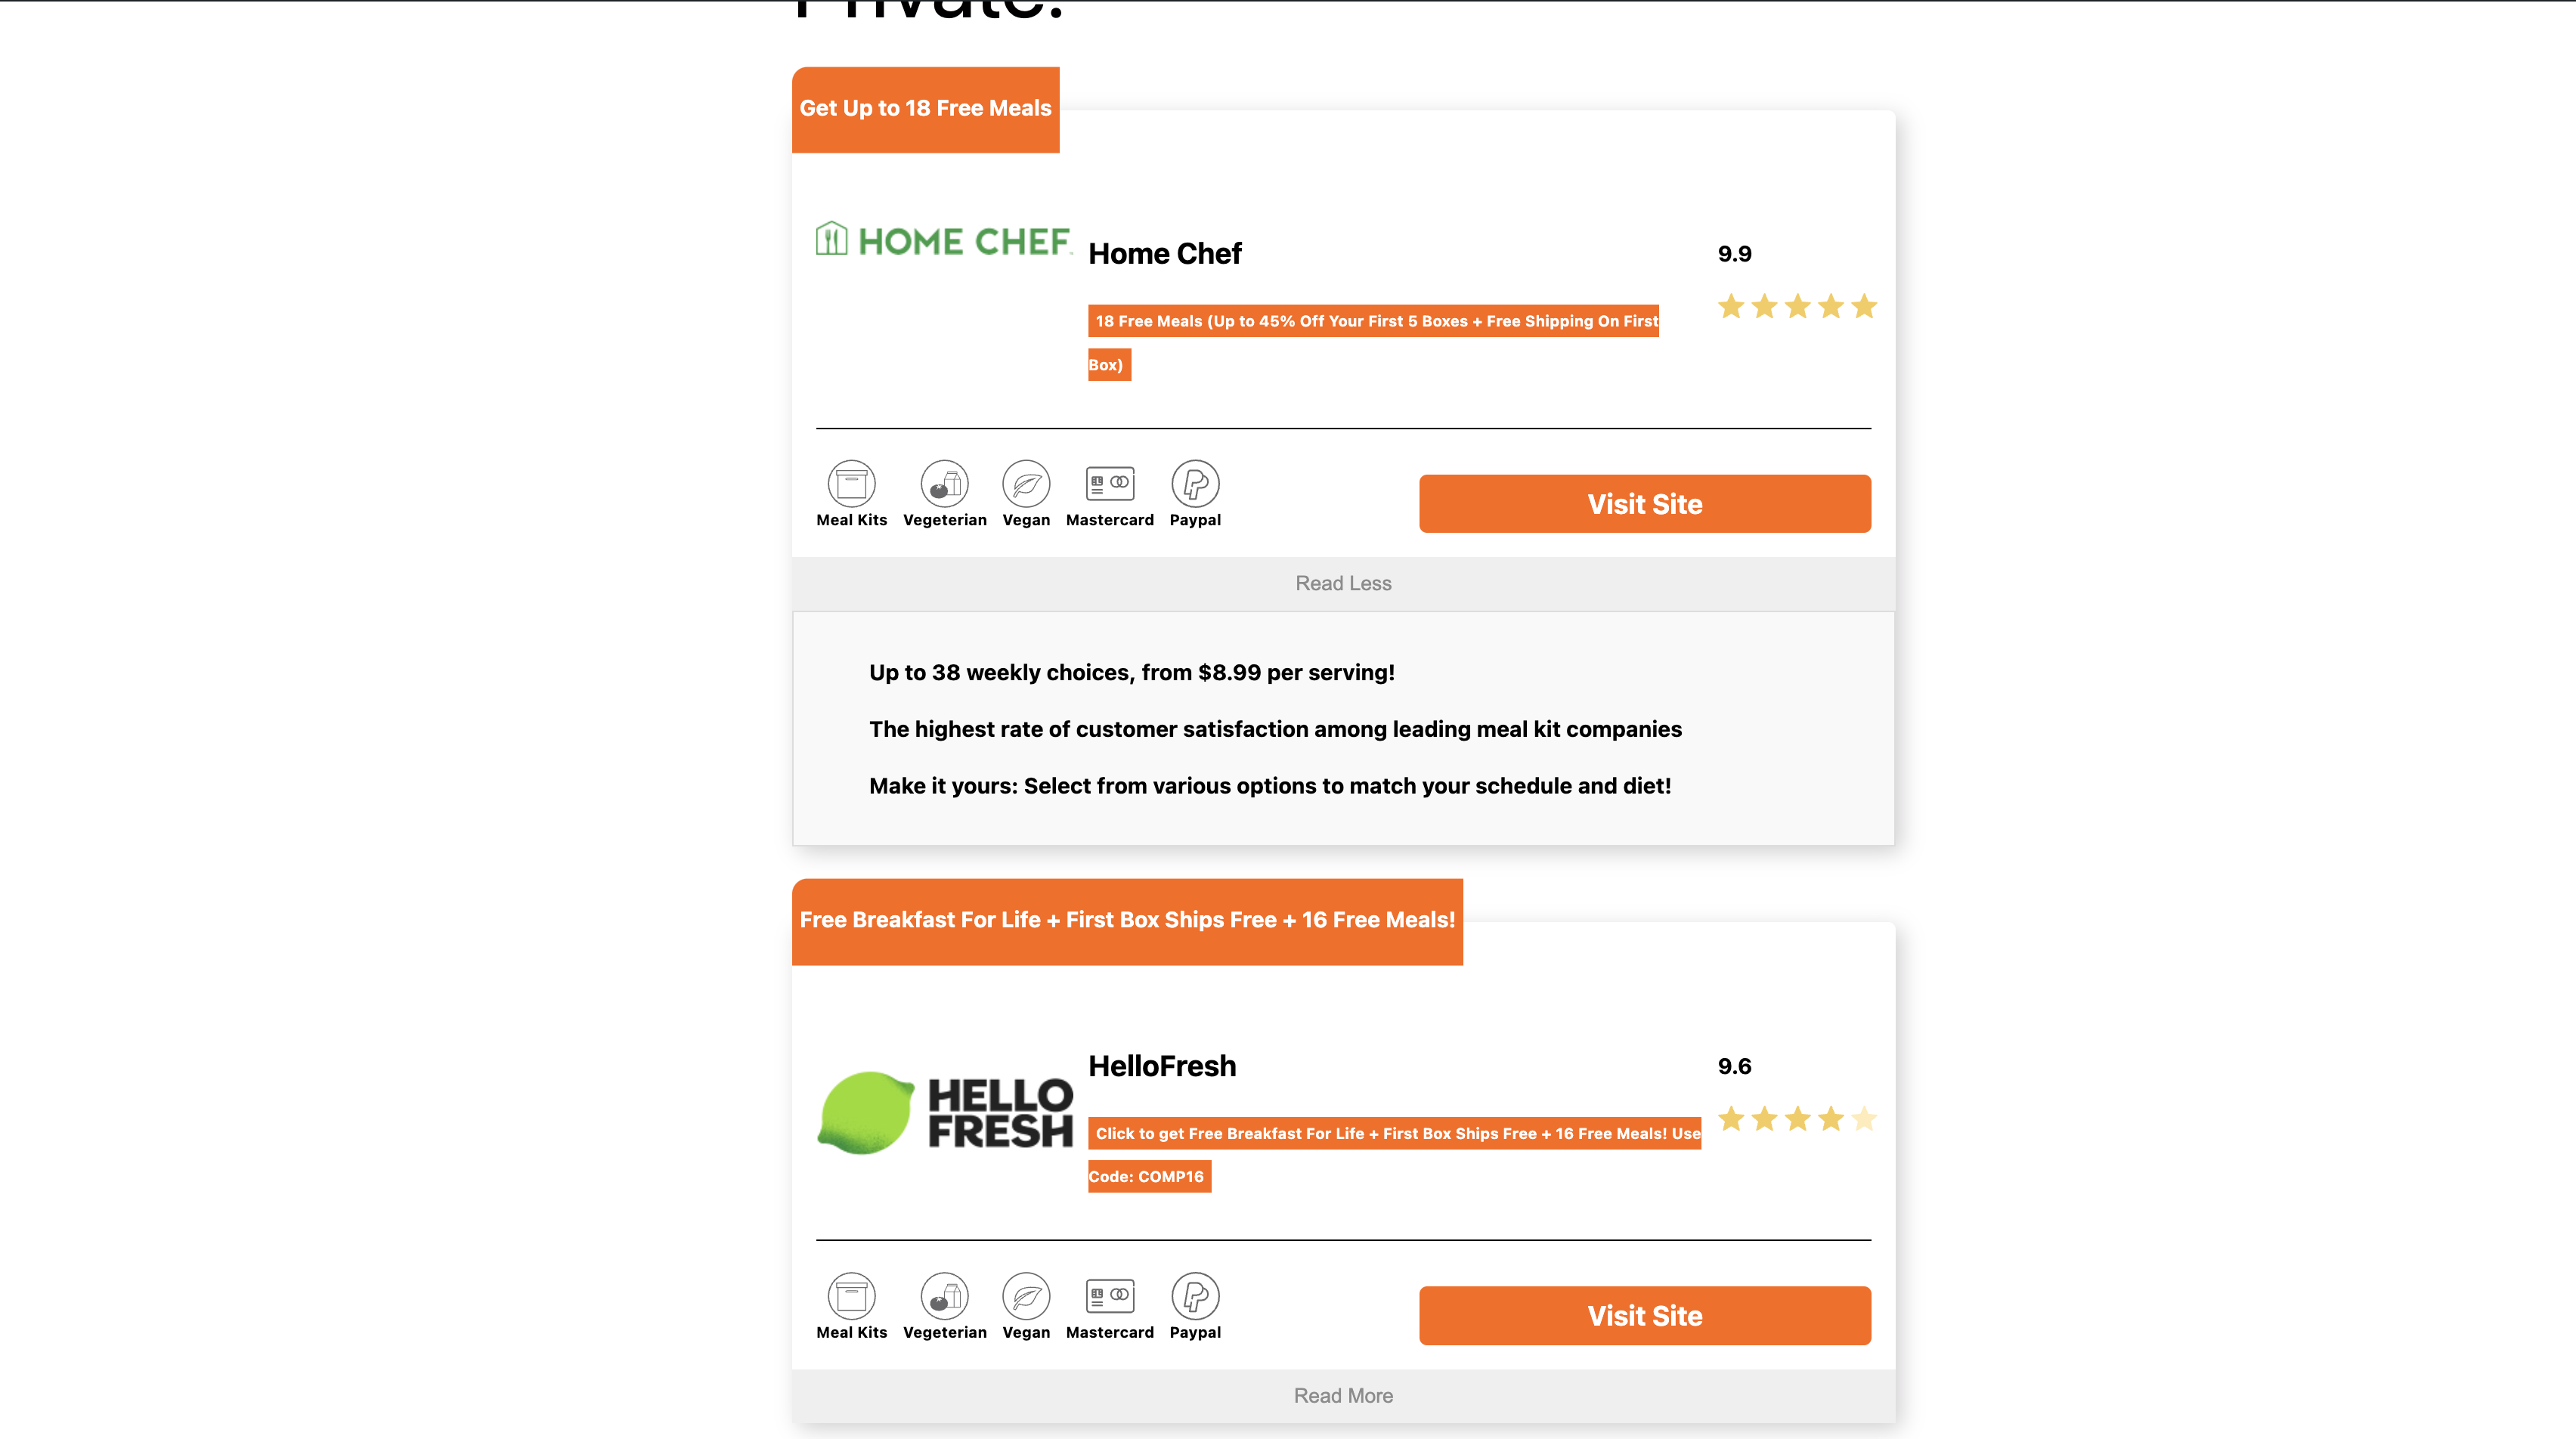 Private:
Get Up to 18 Free Meals
HOME CHEF
Home Chef
9.9
18 Free Meals (Up to 45% Off Your First 5 Boxes + Free Shipping On First
Box)
Meal Kits Vegeterian Vegan Mastercard Paypal
Visit Site
Read Less
Up to 38 weekly choices, from $8.99 per serving!
The highest rate of customer satisfaction among leading meal kit companies
Make it yours: Select from various options to match your schedule and diet!
Free Breakfast For Life + First Box Ships Free + 16 Free Meals!
HELLO
FRESH
HelloFresh
9.6
Click to get Free Breakfast For Life + First Box Ships Free + 16 Free Meals! Use
Code: COMP16
Meal Kits Vegeterian Vegan Mastercard Paypal
Visit Site
Read More